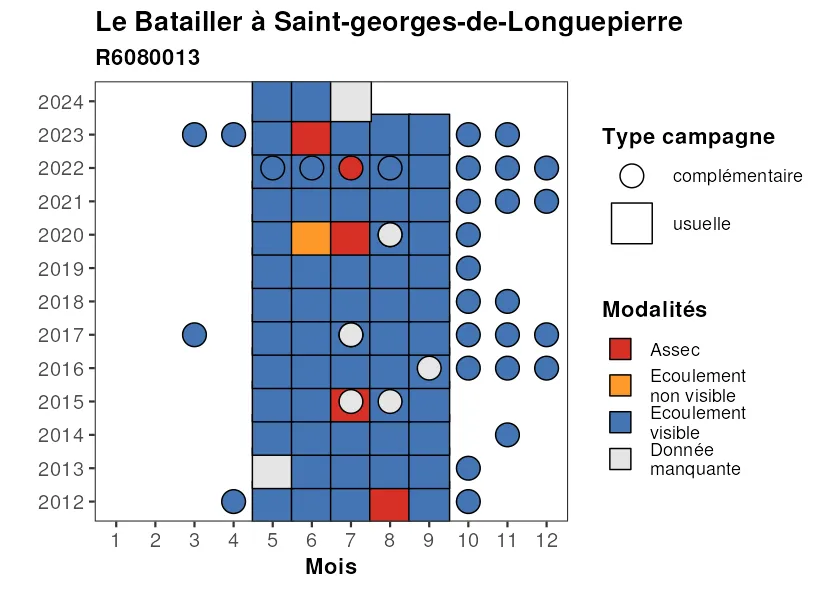 Le Batailler à Saint-georges-de-Longuepierre
R6080013
2024
2023
2022
2021
2020
2019
2018
2017
2016
2015
2014
2013
2012
1 2 3 4 5 6 7 8 9 10 11 12
Mois
Type campagne
complémentaire
usuelle
Modalités
Assec
Ecoulement
non visible
Ecoulement
visible
Donnée
manquante